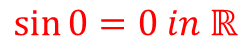 sin 0 = 0 in ℝ